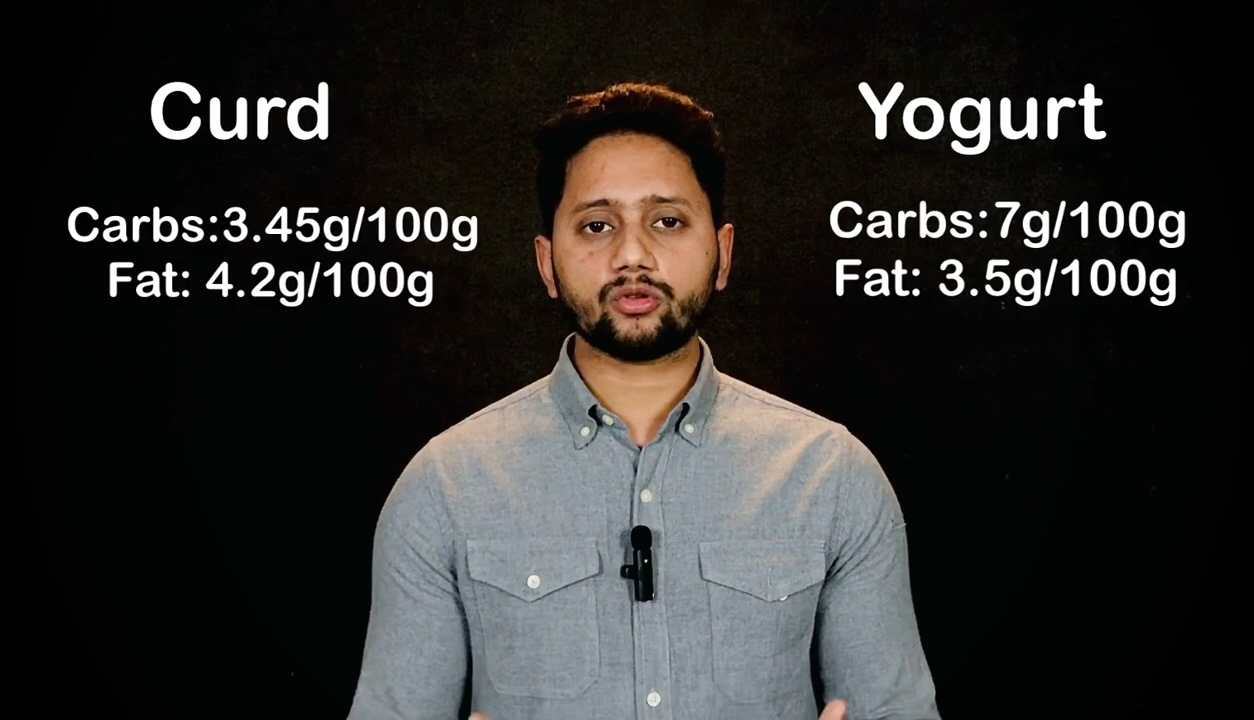 Curd
Carbs:3.45g/100g
Fat: 4.2g/100g
Yogurt
Carbs:7g/100g
Fat: 3.5g/100g